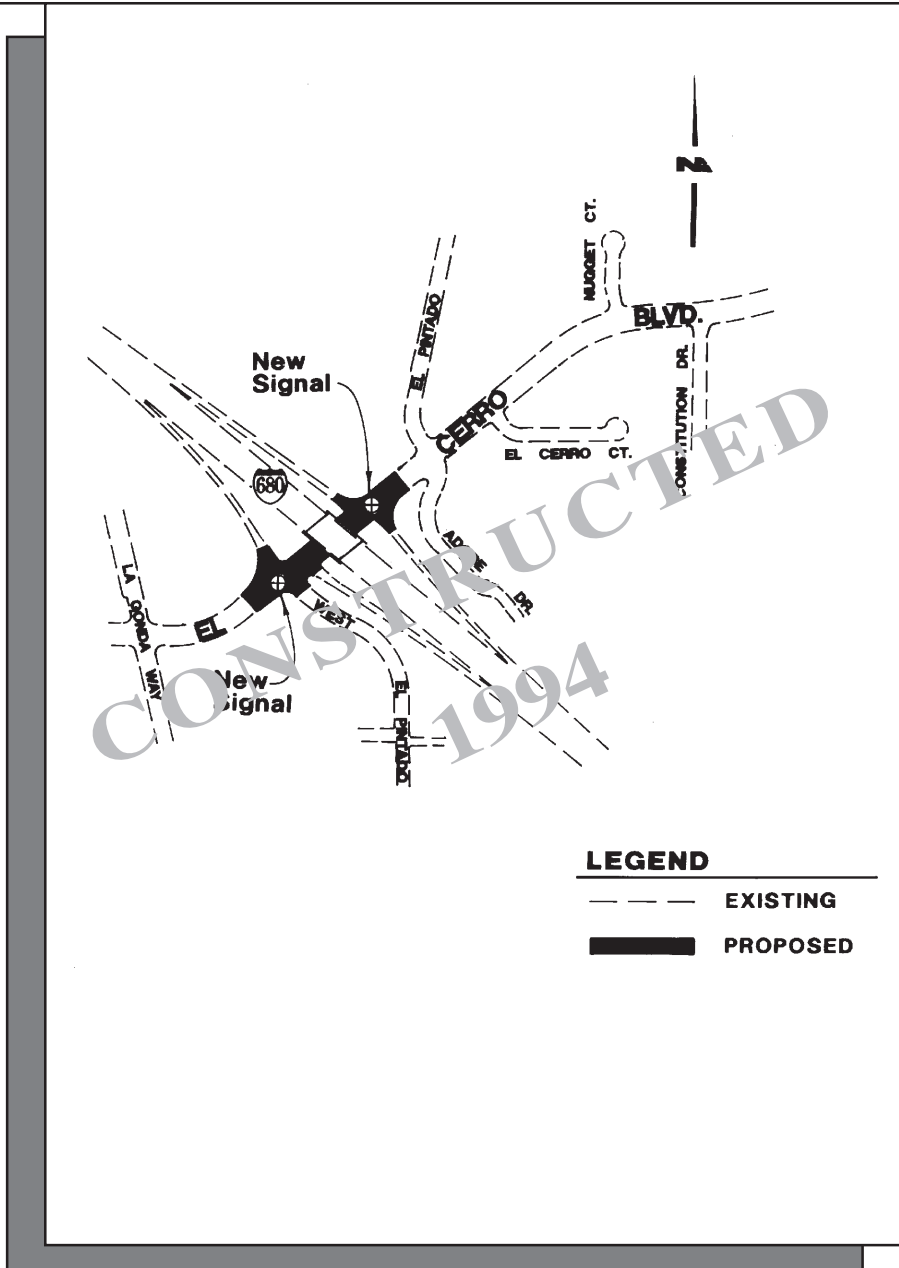 N
NUGGET CT.
BLVD.
EL PINTADO
New
Signal
CERRO
CONSTITUTION DR.
EL CERRO CT.
680
LA GONDA WAY
EL
WEST
DR.
New
Signal
EL PINTADO
CONSTRUCTED
1994
LEGEND
EXISTING
PROPOSED